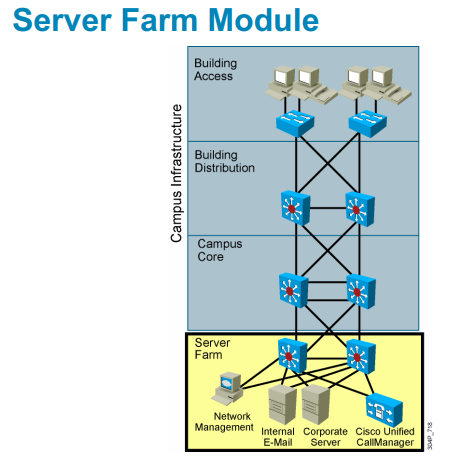 Server Farm Module
Building
Access
Campus Infrastructure
Building
Distribution
Campus
Core
Server
Farm
Network
Management
Internal
E-Mail
Corporate
Server
Cisco Unified
CallManager
304P_718